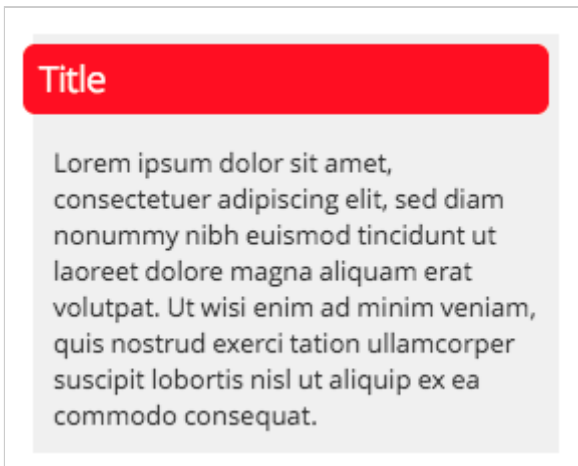 Title
Lorem ipsum dolor sit amet,
consectetuer adipiscing elit, sed diam
nonummy nibh euismod tincidunt ut
laoreet dolore magna aliquam erat
volutpat. Ut wisi enim ad minim veniam,
quis nostrud exerci tation ullamcorper
suscipit lobortis nisl ut aliquip ex ea
commodo consequat.